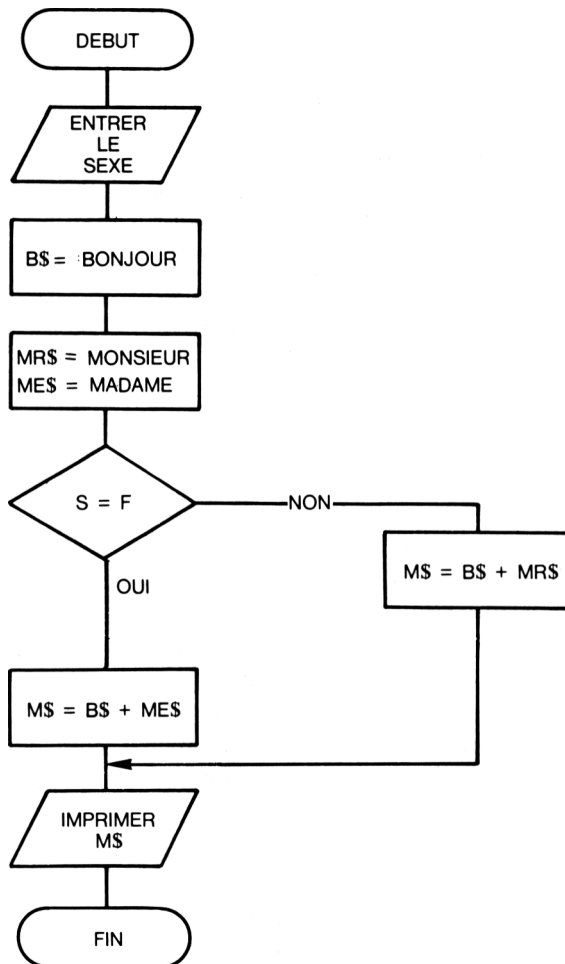 DEBUT
ENTRER
LE
SEXE
B$ = BONJOUR
MR$ = MONSIEUR
ME$ = MADAME
S = F
NON
M$ = B$ + MR$
OUI
M$ = B$ + ME$
IMPRIMER
M$
FIN